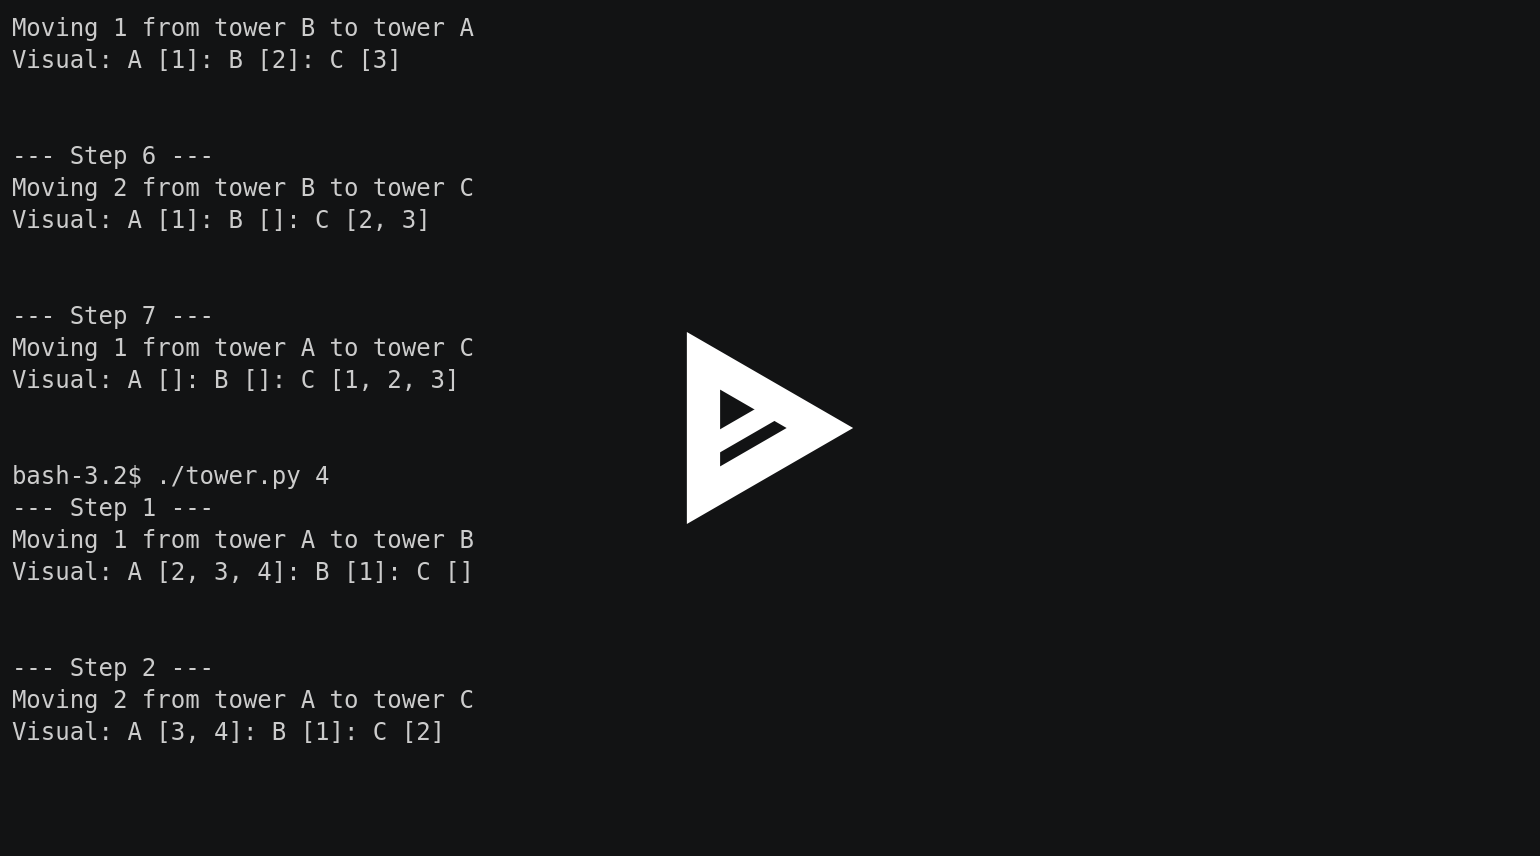 Moving 1 from tower B to tower A
Visual: A [1]: B [2]: C [3]
--- Step 6 ---
Moving 2 from tower B to tower C
Visual: A [1]: B []: C [2, 3]
--- Step 7 ---
Moving 1 from tower A to tower C
Visual: A []: B []: C [1, 2, 3]
bash-3.2$ ./tower.py 4
--- Step 1 ---
Moving 1 from tower A to tower B
Visual: A [2, 3, 4]: B [1]: C []
--- Step 2 ---
Moving 2 from tower A to tower C
Visual: A [3, 4]: B [1]: C [2]